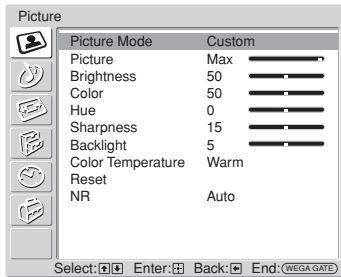 Picture
Picture Mode Custom
Picture Max
Brightness 50
Color 50
Hue 0
Sharpness 15
Backlight 5
Color Temperature Warm
Reset
NR Auto
Select: Enter: Back: End: WEGA GATE